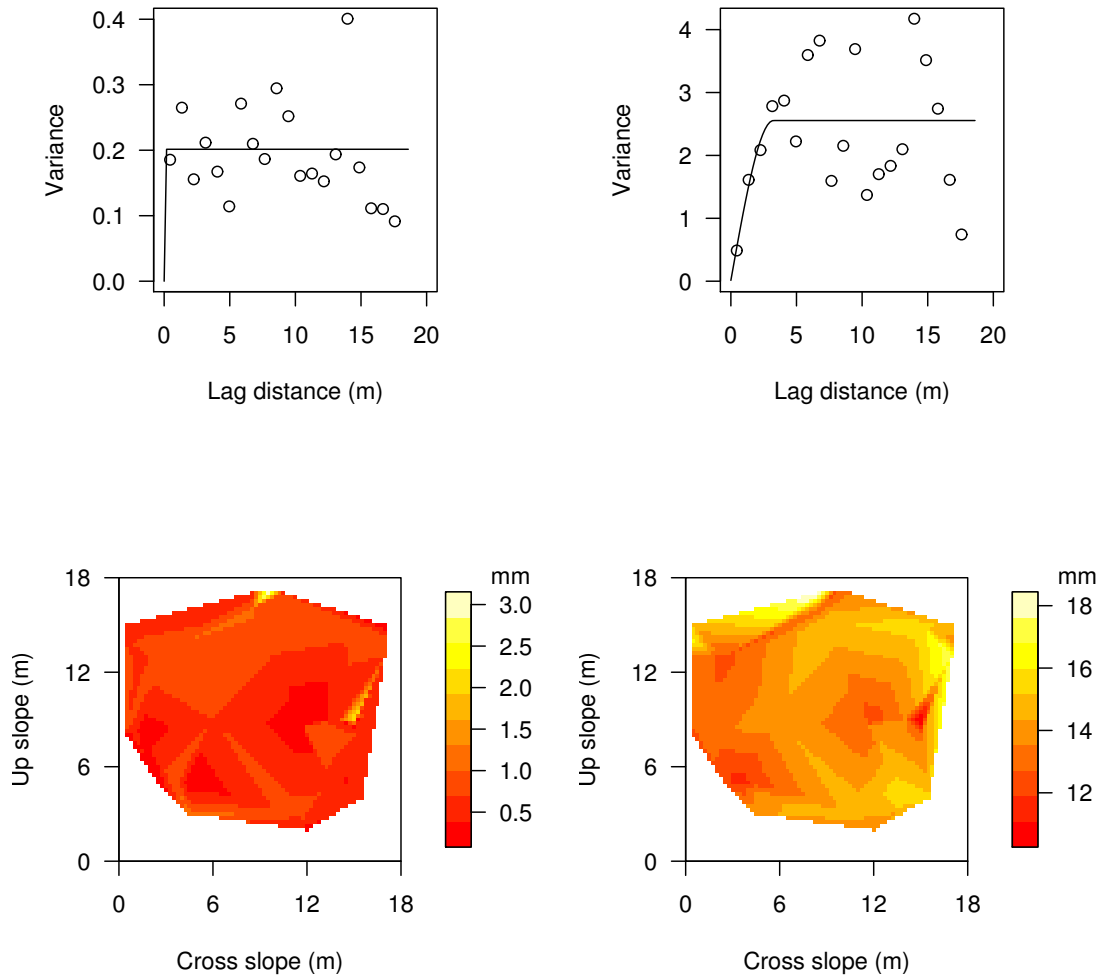 0.4
0.3
0.2
0.1
0.0
Variance
0 5 10 15 20
Lag distance (m)
4
3
2
1
0
Variance
0 5 10 15 20
Lag distance (m)
18
12
6
0
Up slope (m)
0 6 12 18
Cross slope (m)
mm
3.0
2.5
2.0
1.5
1.0
0.5
18
12
6
0
Up slope (m)
0 6 12 18
Cross slope (m)
mm
18
16
14
12